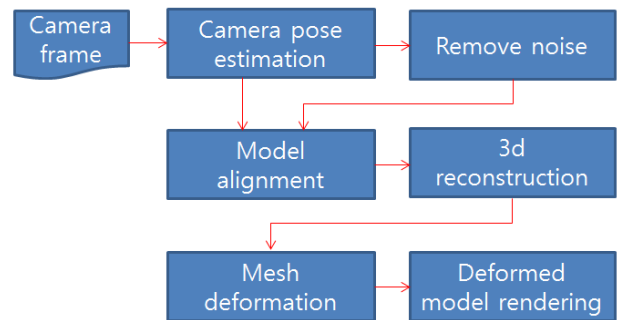 Camera
frame
Camera pose
estimation
Remove noise
Model
alignment
3d
reconstruction
Mesh
deformation
Deformed
model rendering